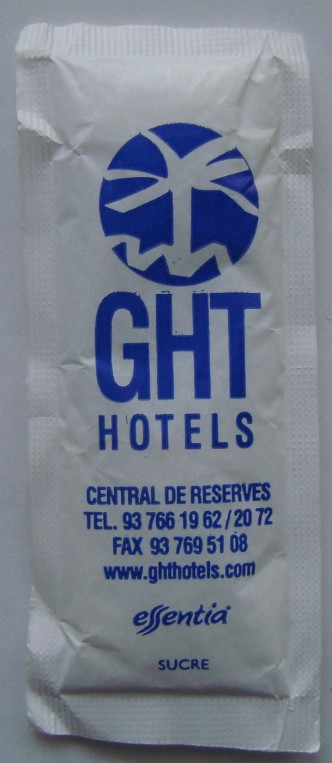 GHT
HOTELS
CENTRAL DE RESERVES
TEL. 93 766 19 62 / 20 72
FAX 93 769 51 08
www.ghthotels.com
essentia
SUCRE